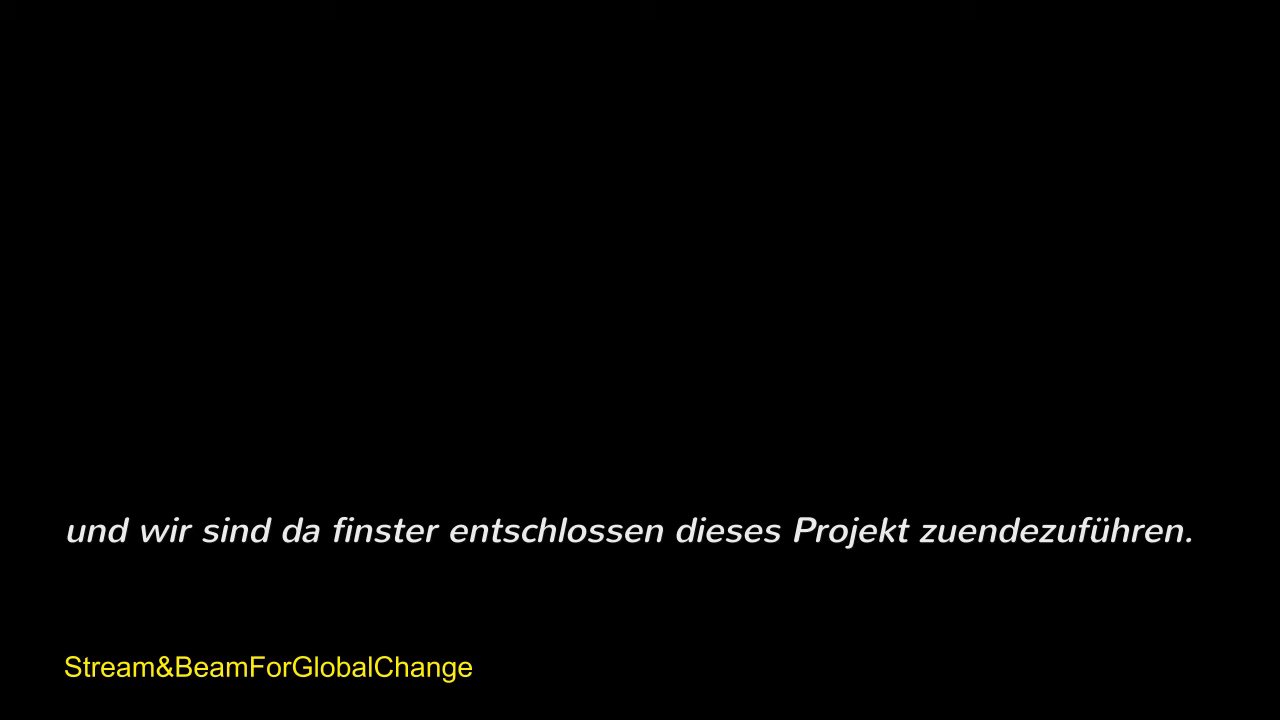 und wir sind da finster entschlossen dieses Projekt zuendezuführen.
Stream&BeamForGlobalChange